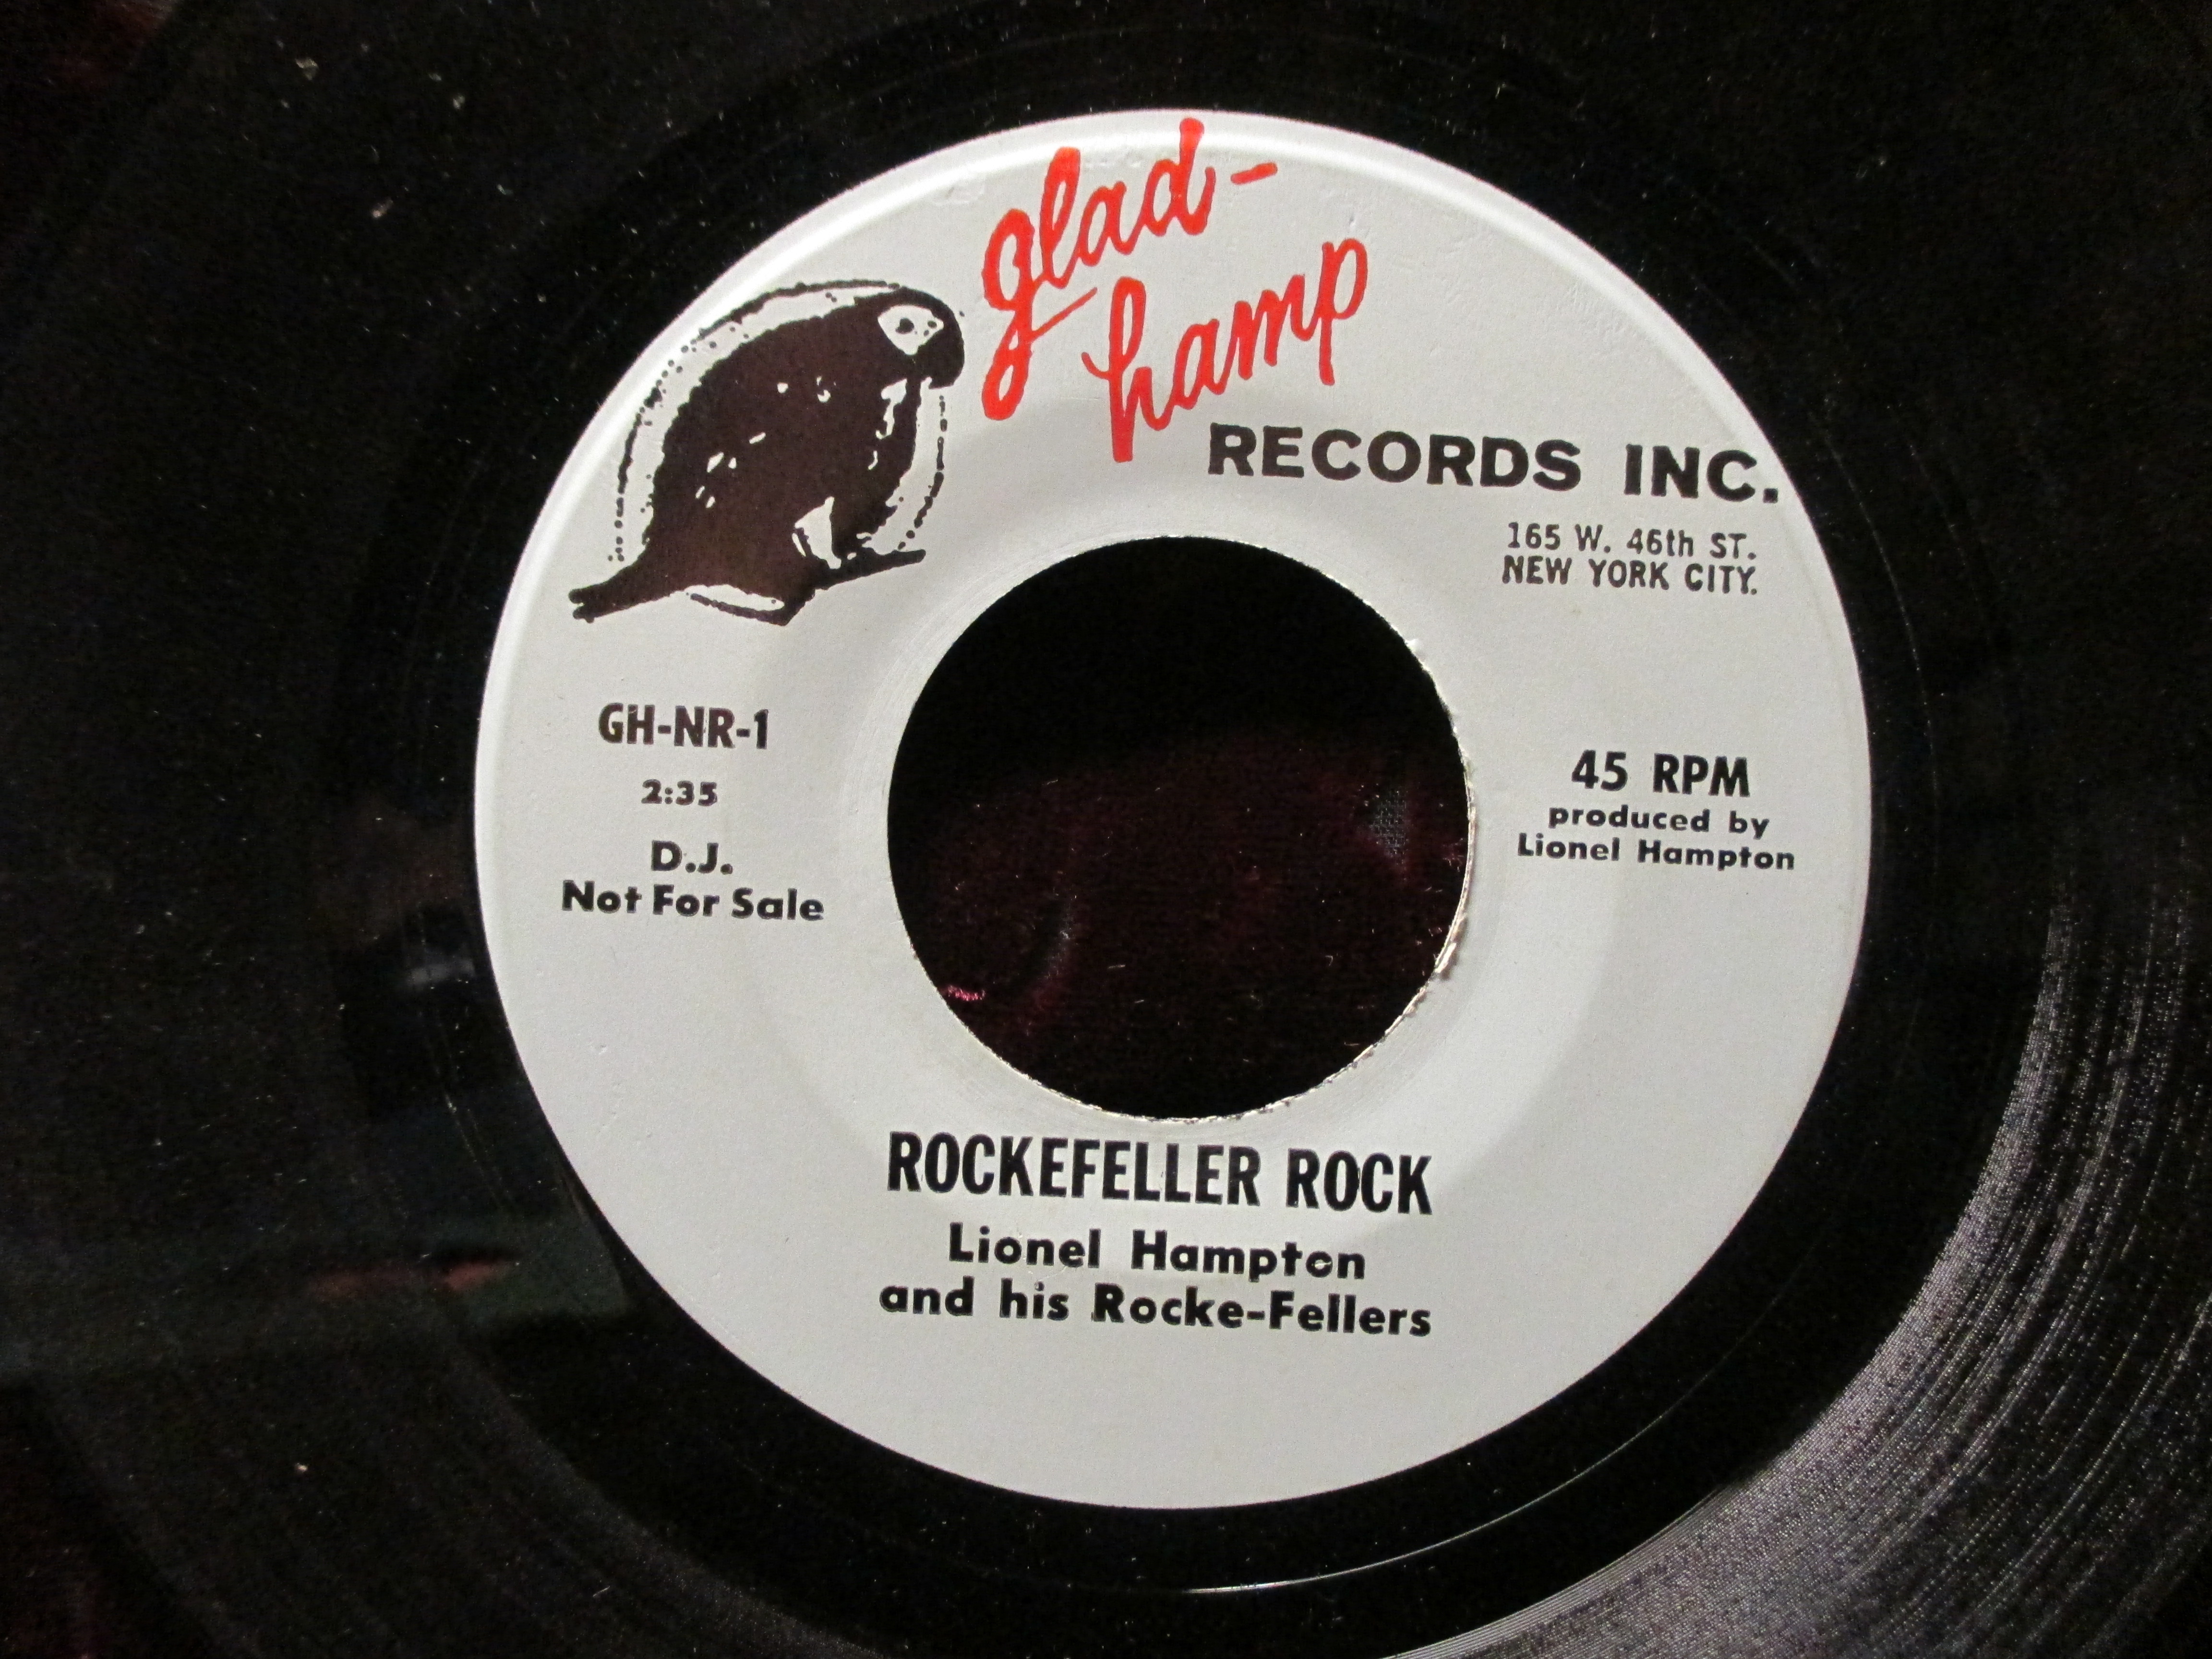 glad-
hamp
RECORDS INC.
165 W. 46th ST.
NEW YORK CITY.
GH-NR-1
2:35
D.J.
Not For Sale
45 RPM
produced by
Lionel Hampton
ROCKEFELLER ROCK
Lionel Hampton
and his Rocke-Fellers